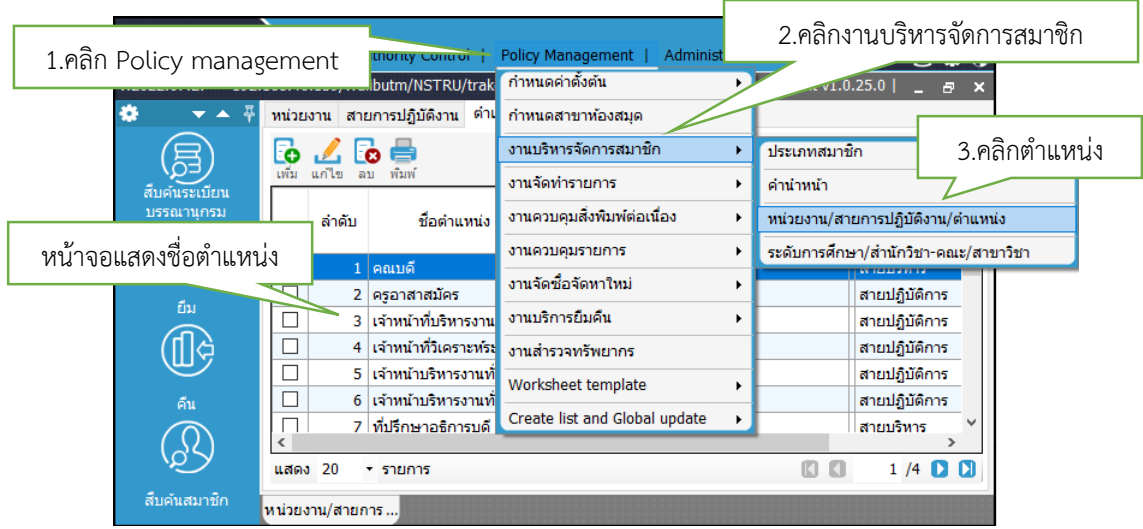 1.คลิก Policy management
2.คลิกงานบริหารจัดการสมาชิก
3.คลิกตำแหน่ง
หน้าจอแสดงชื่อตำแหน่ง
Control | Policy Management |
v1.0.25.0 |
หน่วยงาน สายการปฏิบัติงาน
เพิ่ม แก้ไข ลบ พิมพ์
สืบค้นระเบียน
บรรณานุกรม
ยืม
คืน
สืบค้นสมาชิก
กำหนดค่าตั้งต้น
กำหนดสาขาห้องสมุด
งานบริหารจัดการสมาชิก
งานจัดทำรายการ
งานควบคุมสิ่งพิมพ์ต่อเนื่อง
งานควบคุมรายการ
งานจัดซื้อจัดหาใหม่
งานบริการยืมคืน
งานสำรวจทรัพยากร
Worksheet template
Create list and Global update
ประเภทสมาชิก
คำนำหน้า
หน่วยงาน/สายการปฏิบัติงาน/ตำแหน่ง
ระดับการศึกษา/สำนักวิชา-คณะ/สาขาวิชา
ลำดับ ชื่อตำแหน่ง
1 คณบดี สายบริหาร
2 ครูอาสาสมัคร สายปฏิบัติการ
3 เจ้าหน้าที่บริหารงาน สายปฏิบัติการ
4 เจ้าหน้าที่วิเคราะห์ระ สายปฏิบัติการ
5 เจ้าหน้าบริหารงานทั่ สายปฏิบัติการ
6 เจ้าหน้าบริหารงานทั่ สายปฏิบัติการ
7 ที่ปรึกษาอธิการบดี สายบริหาร
แสดง 20 รายการ 1 /4
หน่วยงาน/สายการ ...